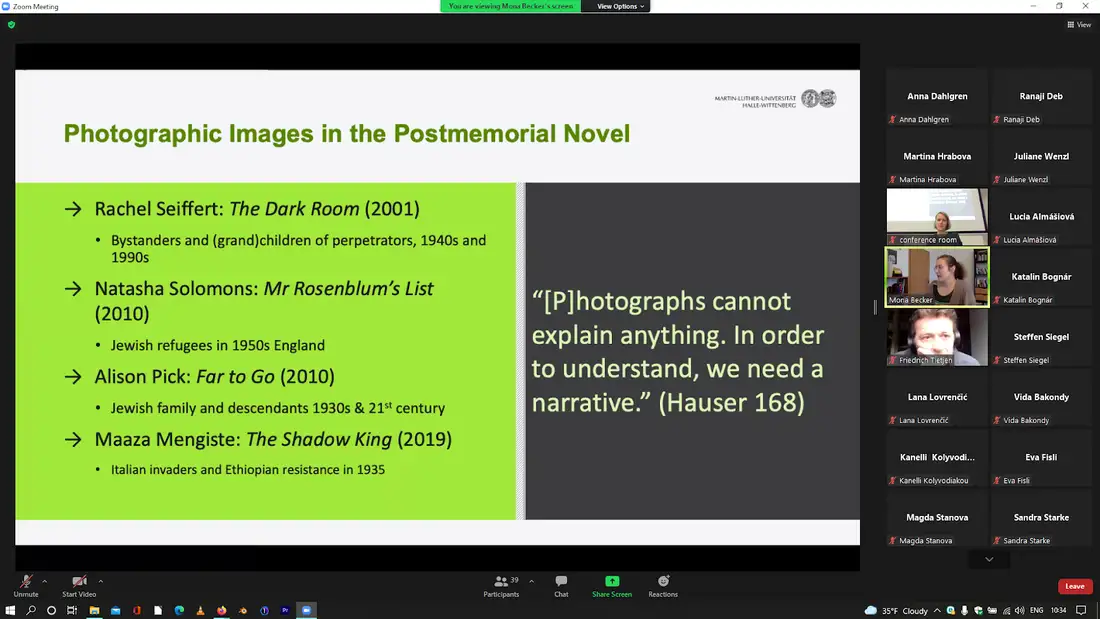 Zoom Meeting
You are viewing Mona Becker's screen
View Options
View
MARTIN-LUTHER-UNIVERSITÄT
HALLE-WITTENBERG
Photographic Images in the Postmemorial Novel
→ Rachel Seiffert: The Dark Room (2001)
• Bystanders and (grand)children of perpetrators, 1940s and
1990s
→ Natasha Solomons: Mr Rosenblum's List
(2010)
• Jewish refugees in 1950s England
→ Alison Pick: Far to Go (2010)
• Jewish family and descendants 1930s & 21st century
→ Maaza Mengiste: The Shadow King (2019)
• Italian invaders and Ethiopian resistance in 1935
“[P]hotographs cannot
explain anything. In order
to understand, we need a
narrative.” (Hauser 168)
Anna Dahlgren
Anna Dahlgren
Ranaji Deb
Ranaji Deb
Martina Hrabova
Martina Hrabova
Juliane Wenzl
Juliane Wenzl
conference room
Lucia Almášiová
Lucia Almášiová
Mona Becker
Katalin Bognár
Katalin Bognár
Friedrich Tietjen
Steffen Siegel
Steffen Siegel
Lana Lovrenčić
Lana Lovrenčić
Vida Bakondy
Vida Bakondy
Kanelli Kolyvodi...
Kanelli Kolyvodiakou
Eva Fisli
Eva Fisli
Magda Stanova
Magda Stanova
Sandra Starke
Sandra Starke
Unmute
Start Video
39
Participants
Chat
Share Screen
Reactions
Leave
35°F Cloudy
ENG
10:34